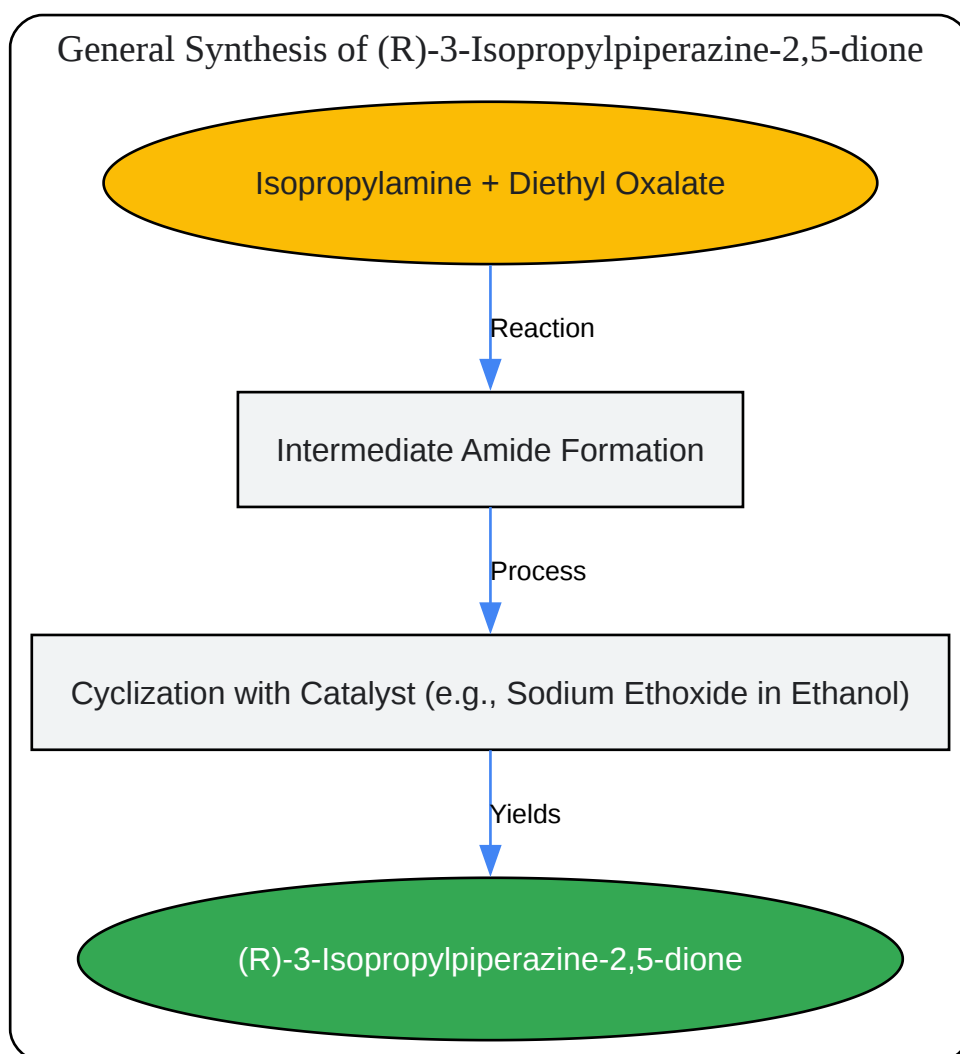 General Synthesis of (R)-3-Isopropylpiperazine-2,5-dione
Isopropylamine + Diethyl Oxalate
Reaction
Intermediate Amide Formation
Process
Cyclization with Catalyst (e.g., Sodium Ethoxide in Ethanol)
Yields
(R)-3-Isopropylpiperazine-2,5-dione